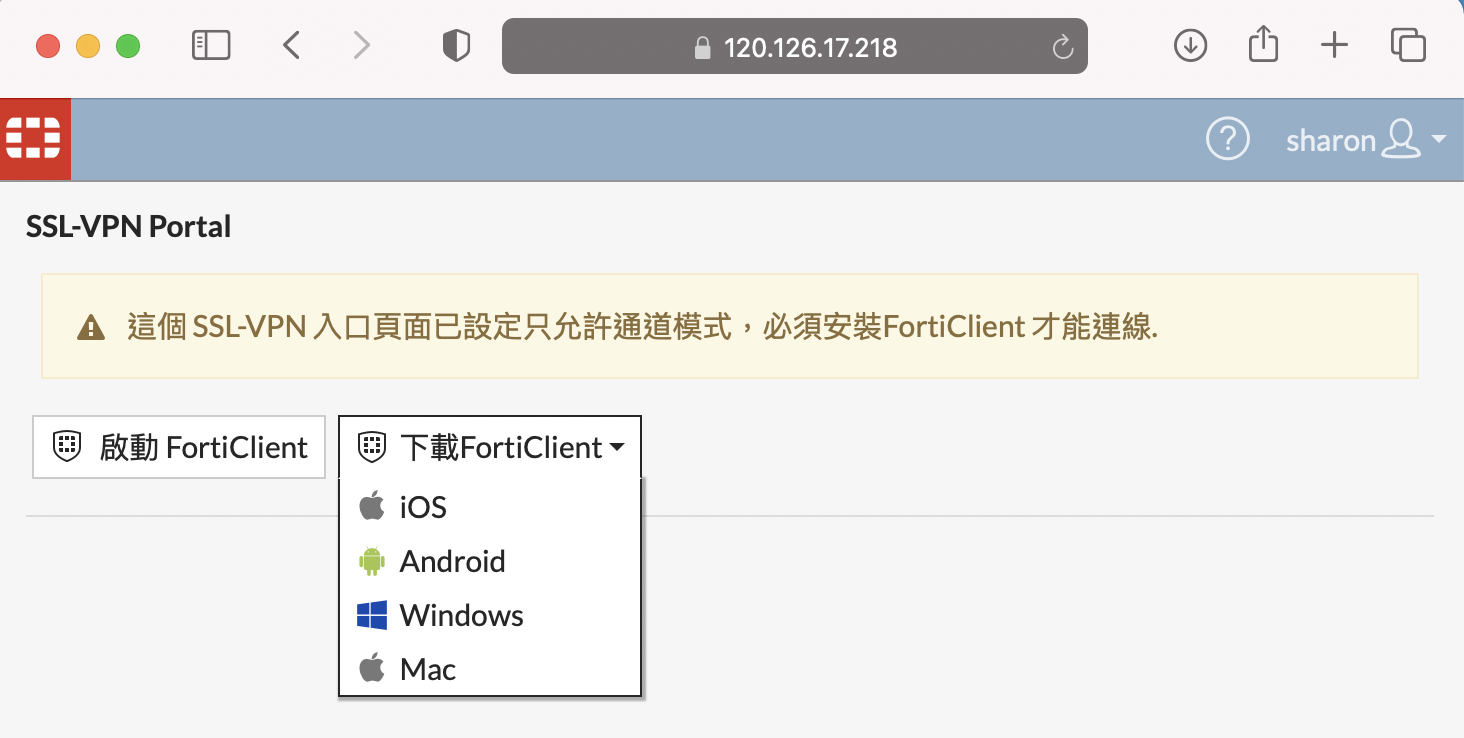 120.126.17.218
sharon
SSL-VPN Portal
這個 SSL-VPN 入口頁面已設定只允許通道模式，必須安裝FortiClient 才能連線.
啟動 FortiClient
下載FortiClient
iOS
Android
Windows
Mac